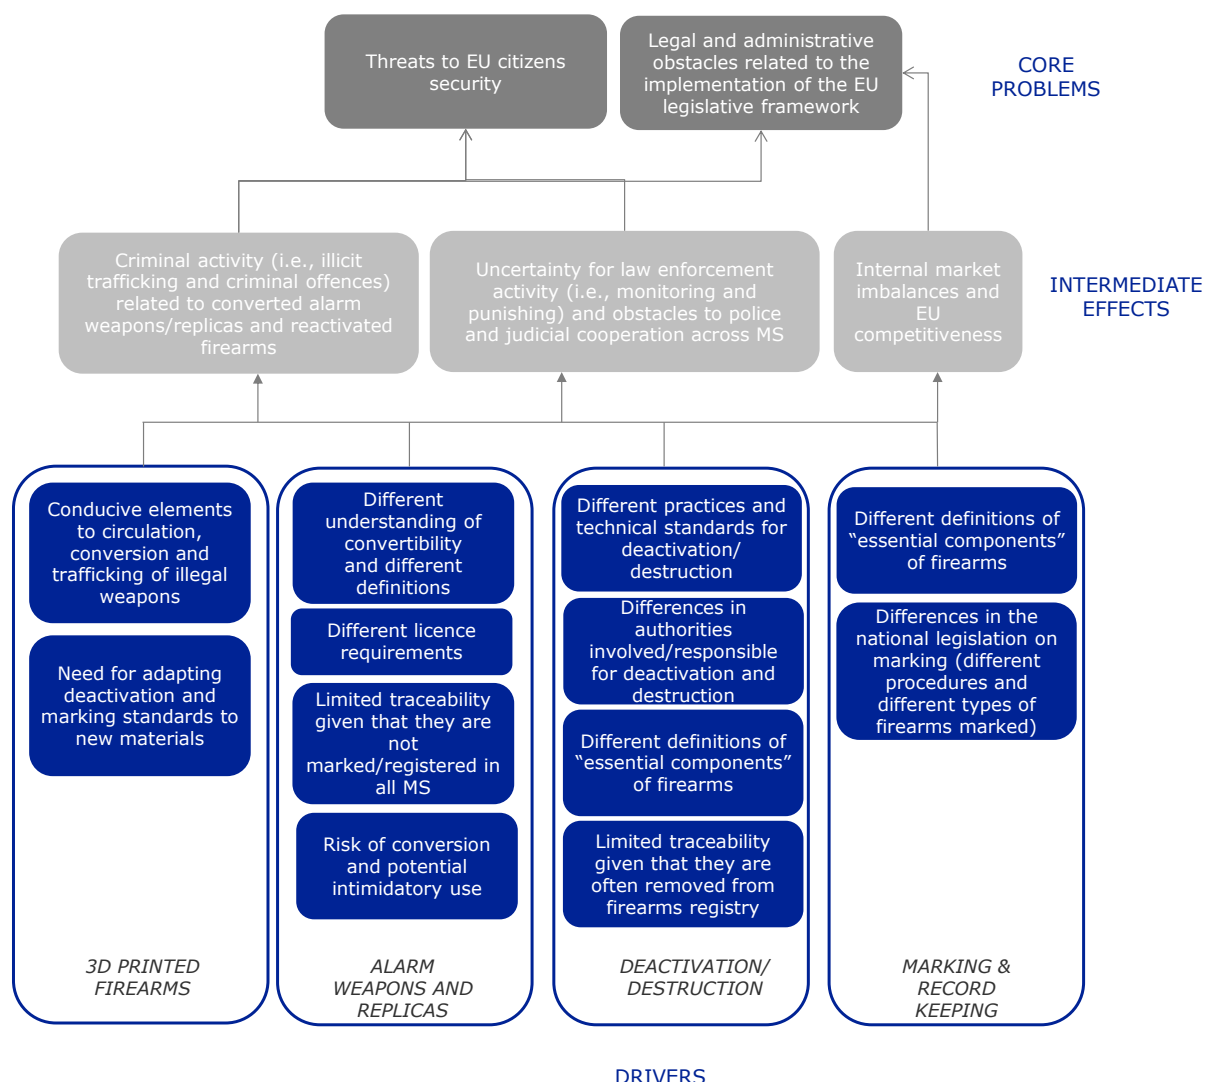 Threats to EU citizens
security
Legal and administrative
obstacles related to the
implementation of the EU
legislative framework
CORE
PROBLEMS
Criminal activity (i.e., illicit
trafficking and criminal offences)
related to converted alarm
weapons/replicas and reactivated
firearms
Uncertainty for law enforcement
activity (i.e., monitoring and
punishing) and obstacles to police
and judicial cooperation across MS
Internal market
imbalances and
EU
competitiveness
INTERMEDIATE
EFFECTS
Conducive elements
to circulation,
conversion and
trafficking of illegal
weapons
Need for adapting
deactivation and
marking standards to
new materials
3D PRINTED
FIREARMS
Different
understanding of
convertibility
and different
definitions
Different licence
requirements
Limited traceability
given that they are
not
marked/registered in
all MS
Risk of conversion
and potential
intimidatory use
ALARM
WEAPONS AND
REPLICAS
Different practices and
technical standards for
deactivation/
destruction
Differences in
authorities
involved/responsible
for deactivation and
destruction
Different definitions of
“essential components”
of firearms
Limited traceability
given that they are
often removed from
firearms registry
DEACTIVATION/
DESTRUCTION
Different definitions of
“essential components”
of firearms
Differences in the
national legislation on
marking (different
procedures and
different types of
firearms marked)
MARKING &
RECORD
KEEPING
DRIVERS